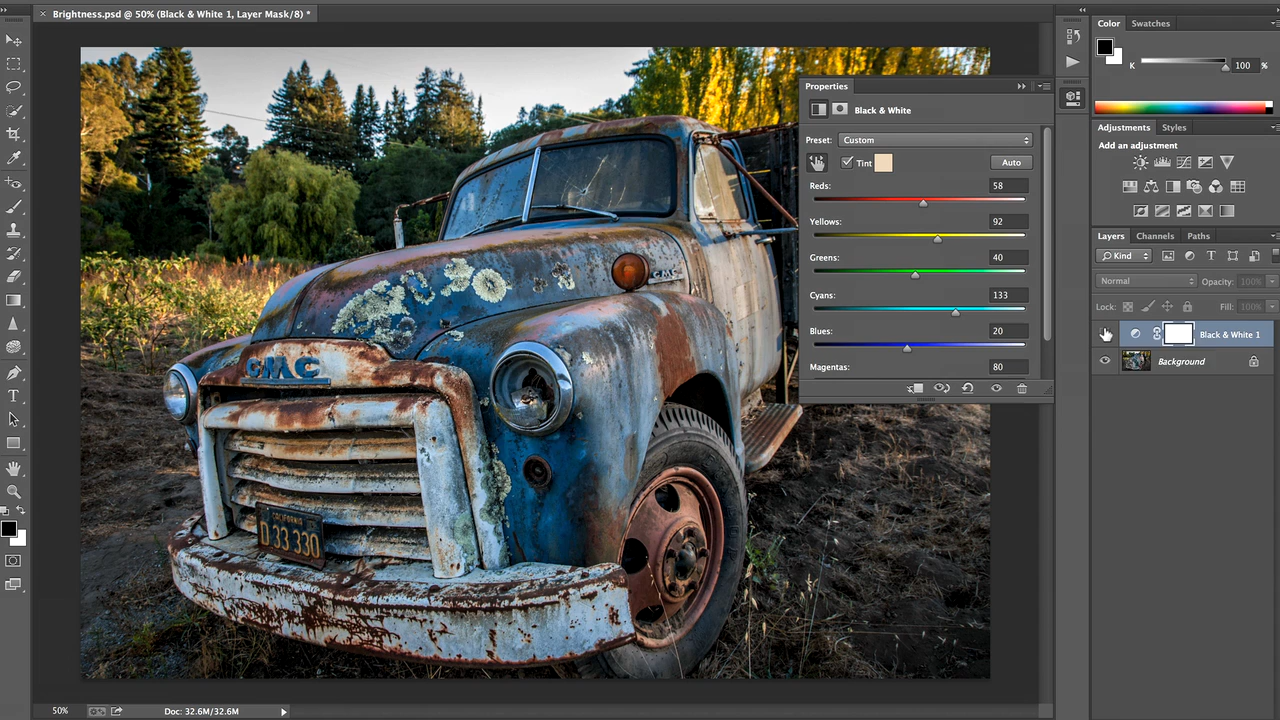 Brightness.psd @ 50% (Black & White 1, Layer Mask/8) *
Color
Swatches
K
100
%
Properties
Black & White
Preset:
Custom
Tint
Auto
Reds:
58
Yellows:
92
Greens:
40
Cyans:
133
Blues:
20
Magentas:
80
Adjustments
Styles
Add an adjustment
Layers
Channels
Paths
Kind
Normal
Opacity:
100%
Lock:
Fill:
100%
Black & White 1
Background
GMC
GMC
CALIFORNIA
D 33 330
50%
Doc: 32.6M/32.6M